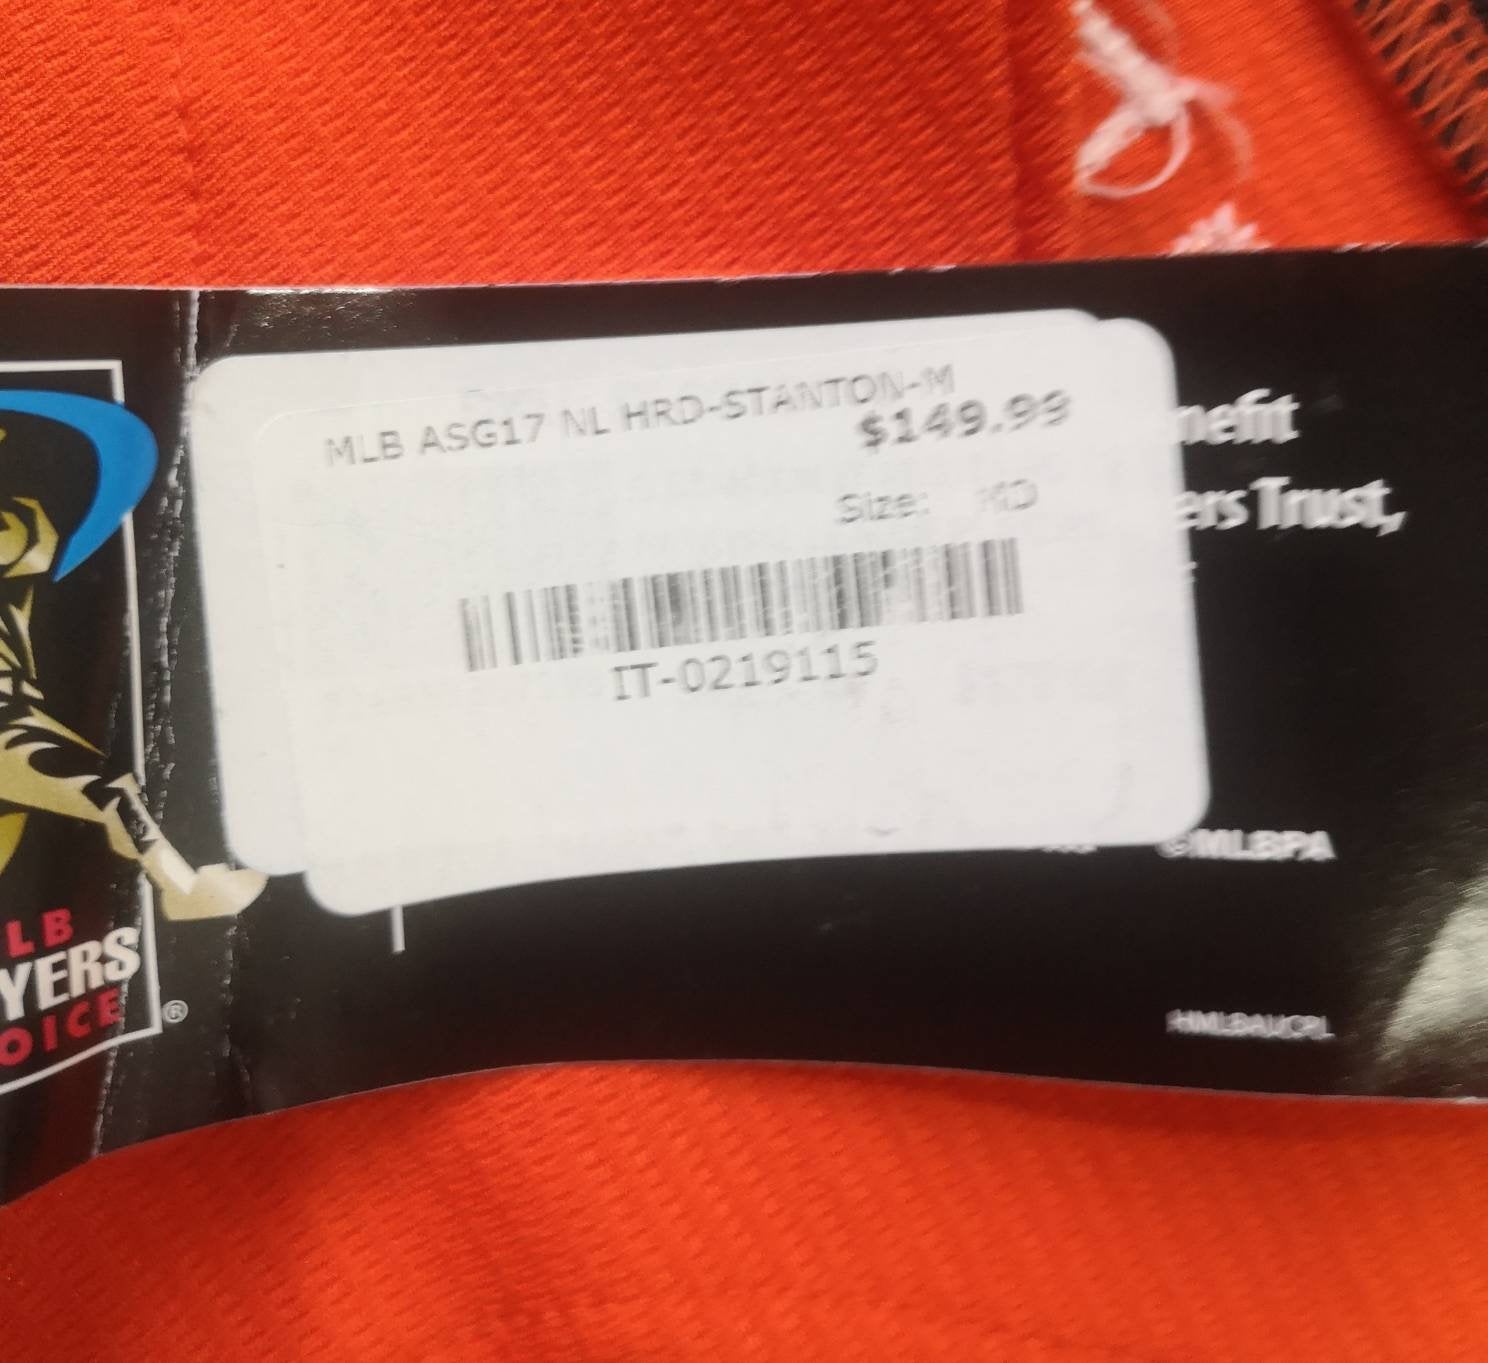 MLB ASG17 NL HRD-STANTON-M
$149.99
Size: MD
IT-0219115
nefit
ers Trust,
©MLBPA
LB
YERS
OICE ®